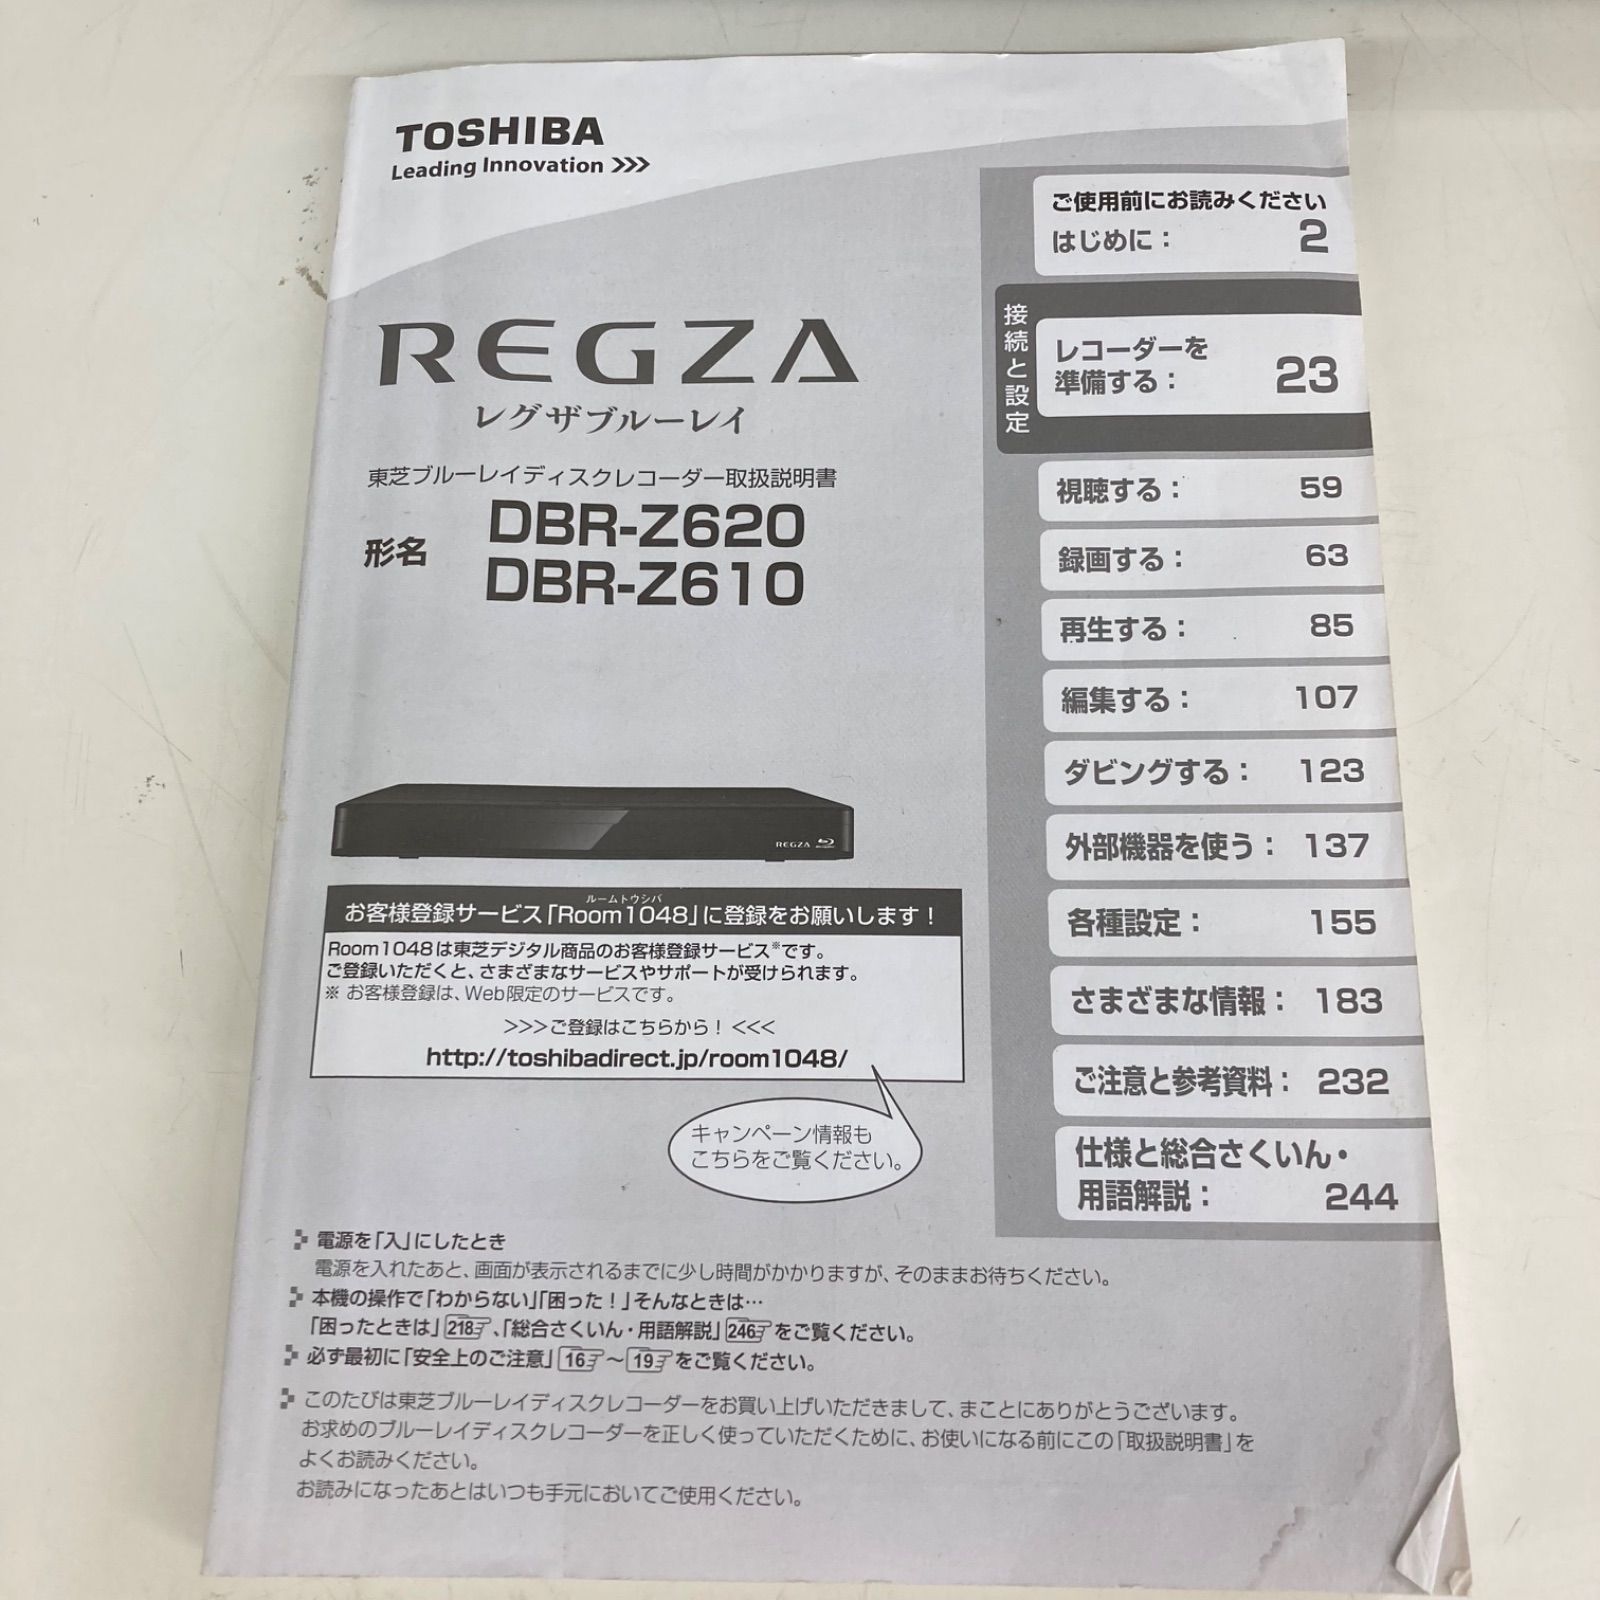 TOSHIBA
Leading Innovation >>>
REGZA
レグザブルーレイ
東芝ブルーレイディスクレコーダー取扱説明書
形名
DBR-Z620
DBR-Z610
REGZA
ルームトウシバ
お客様登録サービス「Room1048」に登録をお願いします！
Room1048は東芝デジタル商品のお客様登録サービス※です。
ご登録いただくと、さまざまなサービスやサポートが受けられます。
※ お客様登録は、Web限定のサービスです。
>>>ご登録はこちらから！<<<
http://toshibadirect.jp/room1048/
キャンペーン情報も
こちらをご覧ください。
ご使用前にお読みください
はじめに： 2
接続と設定
レコーダーを
準備する： 23
視聴する： 59
録画する： 63
再生する： 85
編集する： 107
ダビングする： 123
外部機器を使う： 137
各種設定： 155
さまざまな情報： 183
ご注意と参考資料： 232
仕様と総合さくいん・
用語解説： 244
電源を「入」にしたとき
電源を入れたあと、画面が表示されるまでに少し時間がかかりますが、そのままお待ちください。
本機の操作で「わからない」「困った！」そんなときは…
「困ったときは」218、「総合さくいん・用語解説」246をご覧ください。
必ず最初に「安全上のご注意」16～19をご覧ください。
このたびは東芝ブルーレイディスクレコーダーをお買い上げいただきまして、まことにありがとうございます。
お求めのブルーレイディスクレコーダーを正しく使っていただくために、お使いになる前にこの「取扱説明書」を
よくお読みください。
お読みになったあとはいつも手元においてご使用ください。